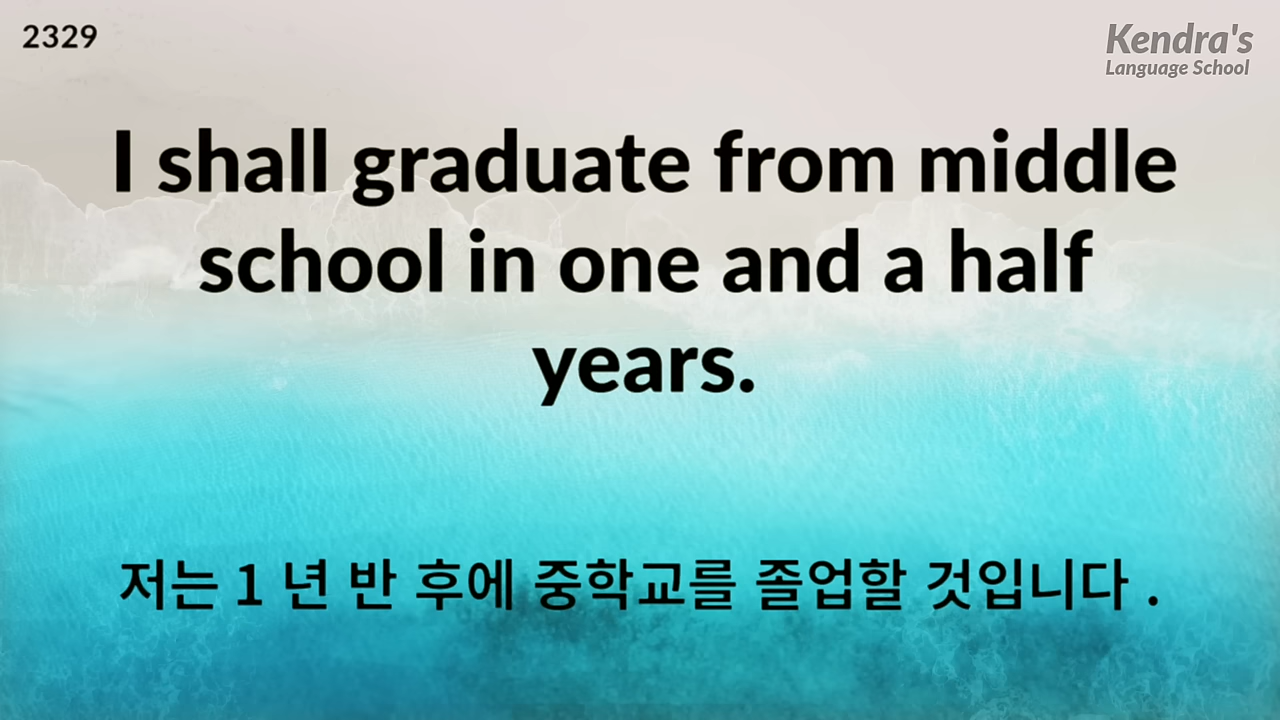 2329
Kendra's
Language School
I shall graduate from middle
school in one and a half
years.
저는 1 년 반 후에 중학교를 졸업할 것입니다 .